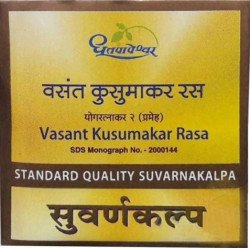 धूतपापेश्वर
वसंत कुसुमाकर रस
योगरत्नाकर २ (प्रमेह)
Vasant Kusumakar Rasa
SDS Monograph No. - 2000144
STANDARD QUALITY SUVARNAKALPA
सुवर्णकल्प